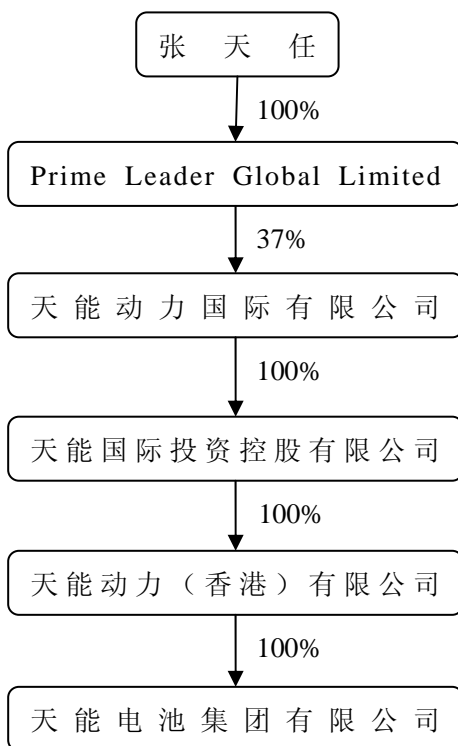 张天任
100%
Prime Leader Global Limited
37%
天能动力国际有限公司
100%
天能国际投资控股有限公司
100%
天能动力（香港）有限公司
100%
天能电池集团有限公司